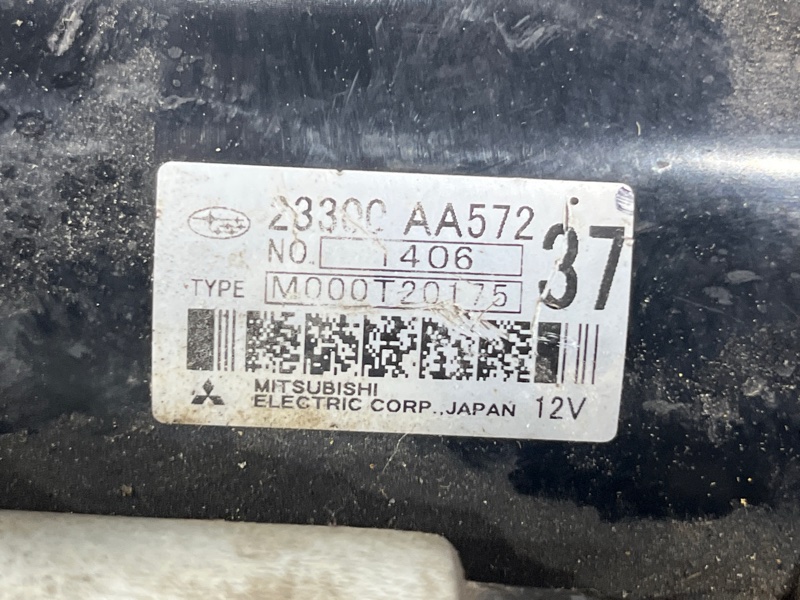 23300 AA572
37
NO. 1406
TYPE M000T20175
MITSUBISHI
ELECTRIC CORP., JAPAN 12V